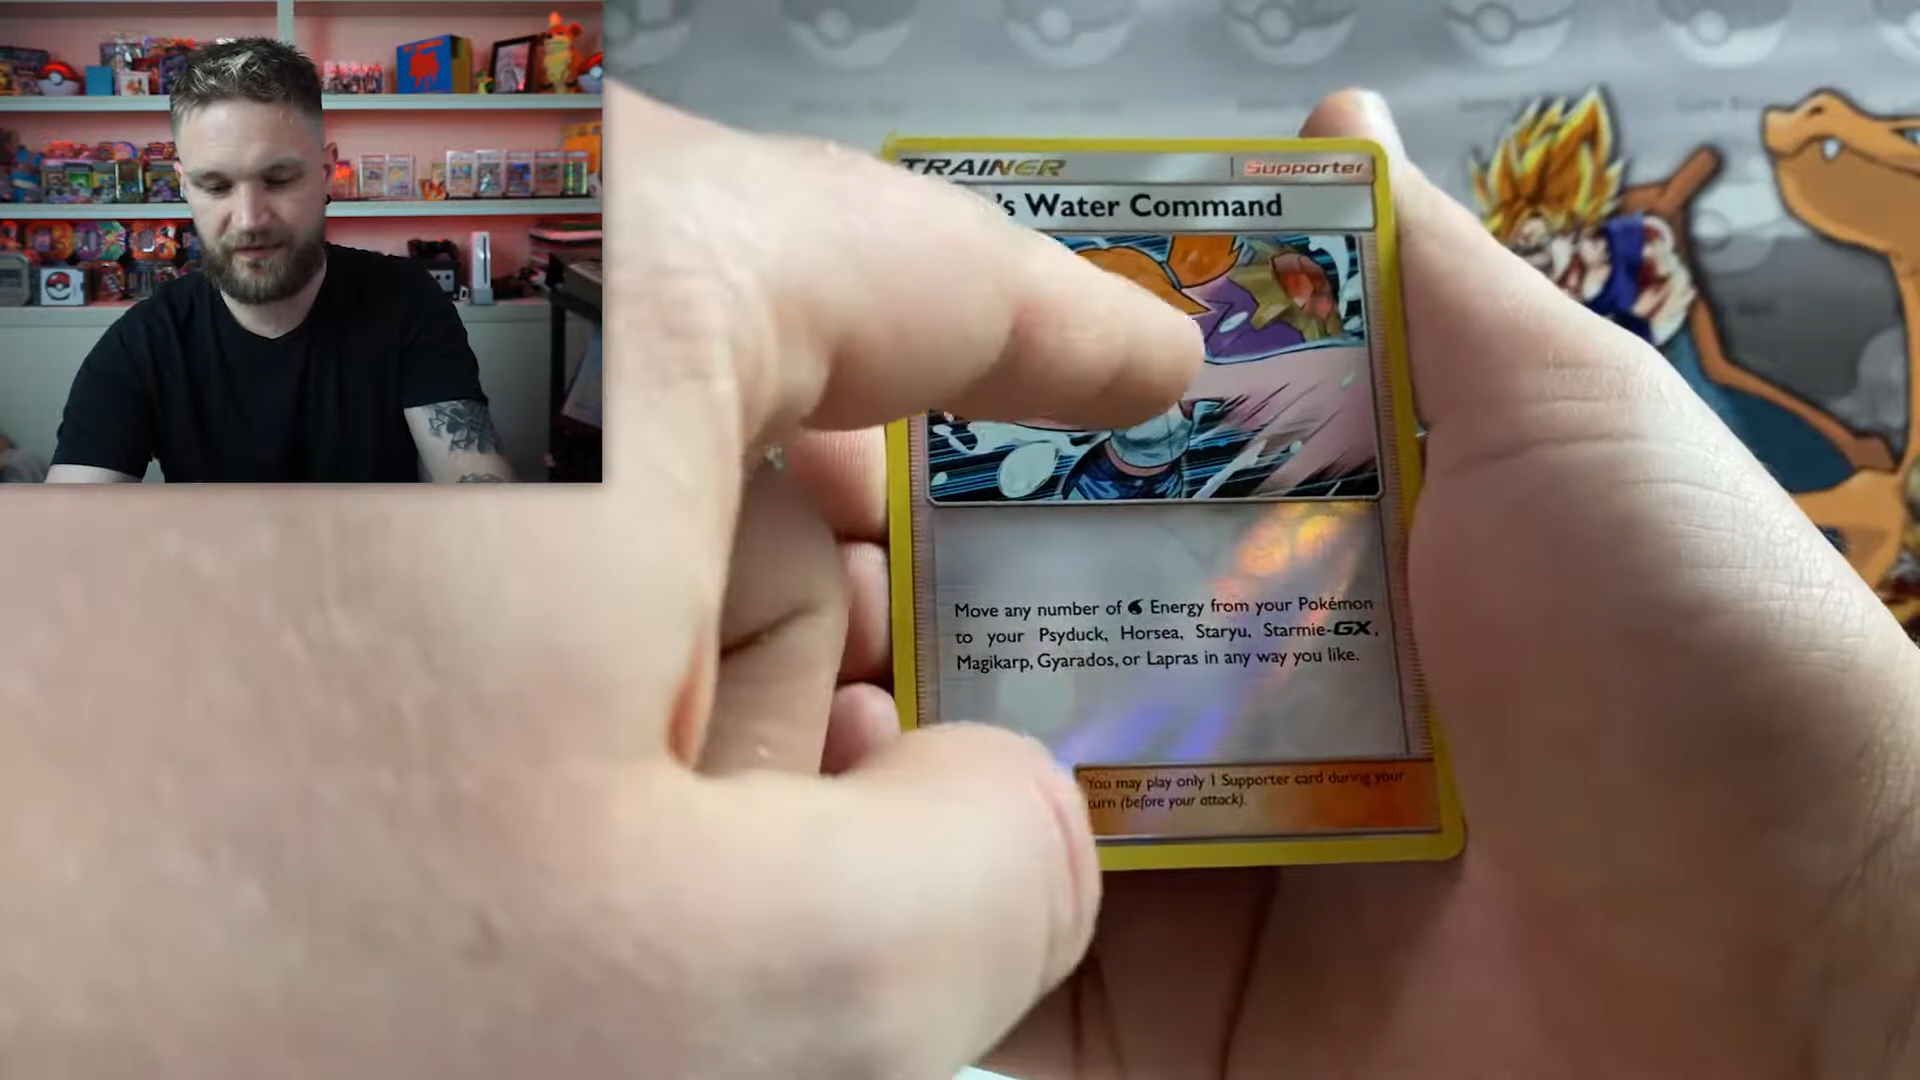 TRAINER Supporter
's Water Command
Move any number of Energy from your Pokémon
to your Psyduck, Horsea, Staryu, Starmie-GX,
Magikarp, Gyarados, or Lapras in any way you like.
You may play only 1 Supporter card during your
turn (before your attack).